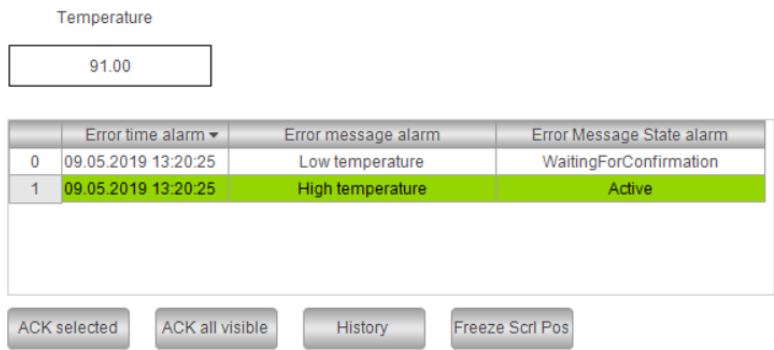 Temperature
91.00
Error time alarm Error message alarm Error Message State alarm
0 09.05.2019 13:20:25 Low temperature WaitingForConfirmation
1 09.05.2019 13:20:25 High temperature Active
ACK selected ACK all visible History Freeze Scrl Pos